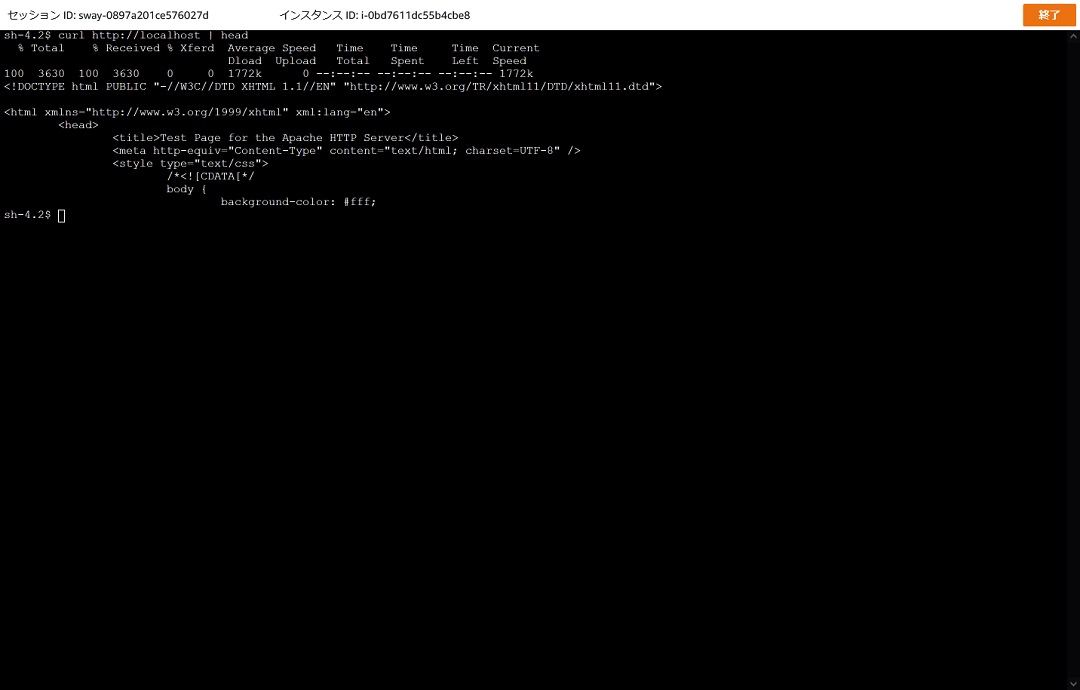 セッション ID: sway-0897a201ce576027d インスタンス ID: i-0bd7611dc55b4cbe8 終了
sh-4.2$ curl http://localhost | head
  % Total    % Received % Xferd  Average Speed   Time    Time     Time  Current
                                 Dload  Upload   Total   Spent    Left  Speed
100  3630  100  3630    0     0  1772k      0 --:--:-- --:--:-- --:--:-- 1772k
<!DOCTYPE html PUBLIC "-//W3C//DTD XHTML 1.1//EN" "http://www.w3.org/TR/xhtml11/DTD/xhtml11.dtd">
<html xmlns="http://www.w3.org/1999/xhtml" xml:lang="en">
        <head>
                <title>Test Page for the Apache HTTP Server</title>
                <meta http-equiv="Content-Type" content="text/html; charset=UTF-8" />
                <style type="text/css">
                        /*<![CDATA[*/
                        body {
                                background-color: #fff;
sh-4.2$